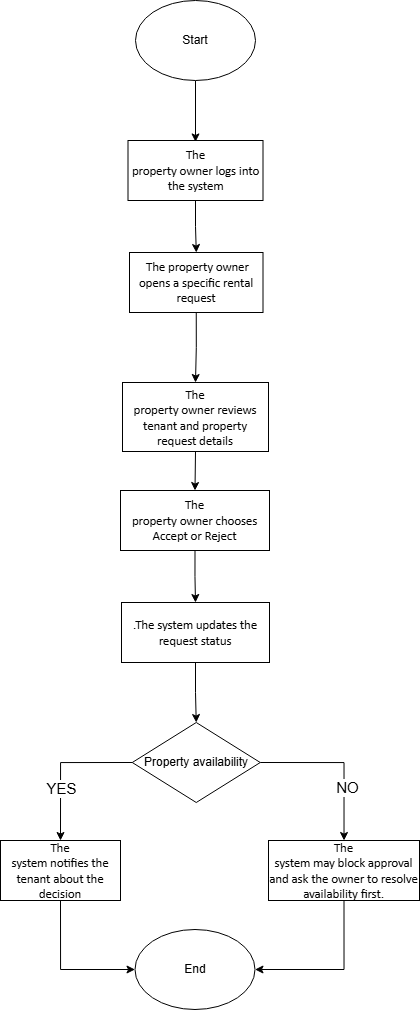 Start
The
property owner logs into
the system
The property owner
opens a specific rental
request
The
property owner reviews
tenant and property
request details
The
property owner chooses
Accept or Reject
.The system updates the
request status
Property availability
YES
NO
The
system notifies the
tenant about the
decision
The
system may block approval
and ask the owner to resolve
availability first.
End